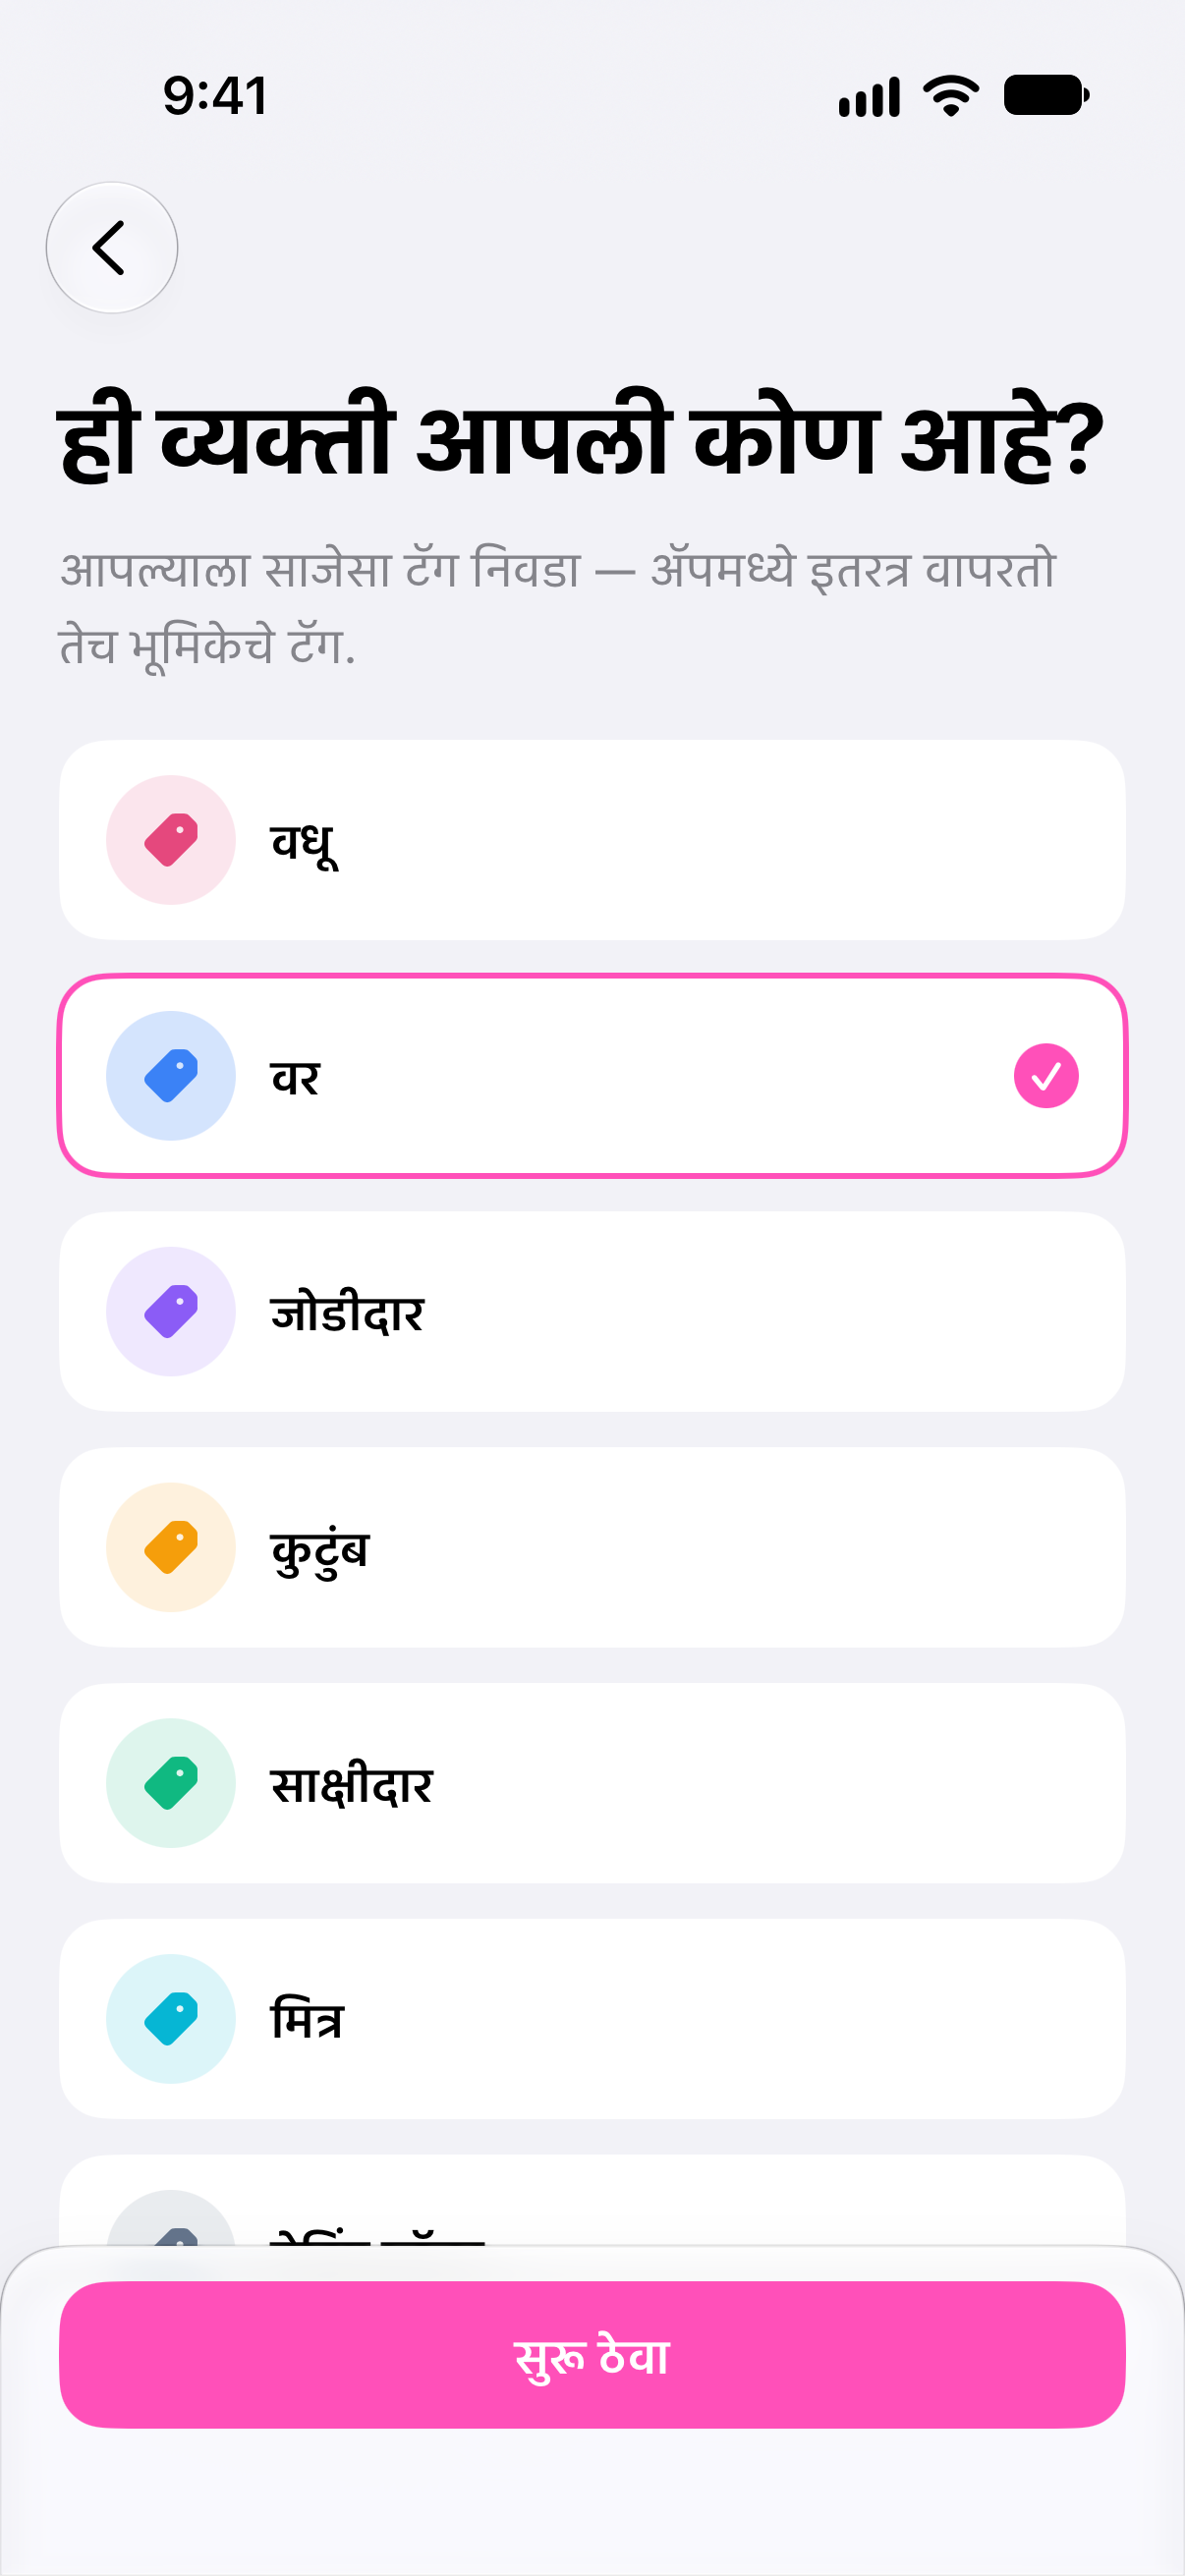 9:41
ही व्यक्ती आपली कोण आहे?
आपल्याला साजेसा टॅग निवडा — ॲपमध्ये इतरत्र वापरतो
तेच भूमिकेचे टॅग.
वधू
वर
जोडीदार
कुटुंब
साक्षीदार
मित्र
सुरू ठेवा